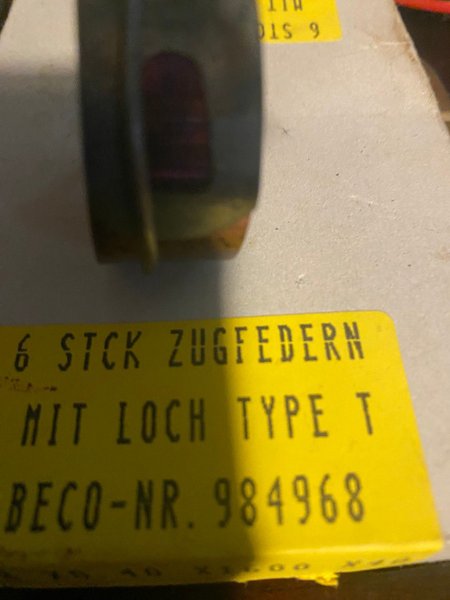 6 STCK ZUGFEDERN
MIT LOCH TYPE T
BECO-NR. 984968